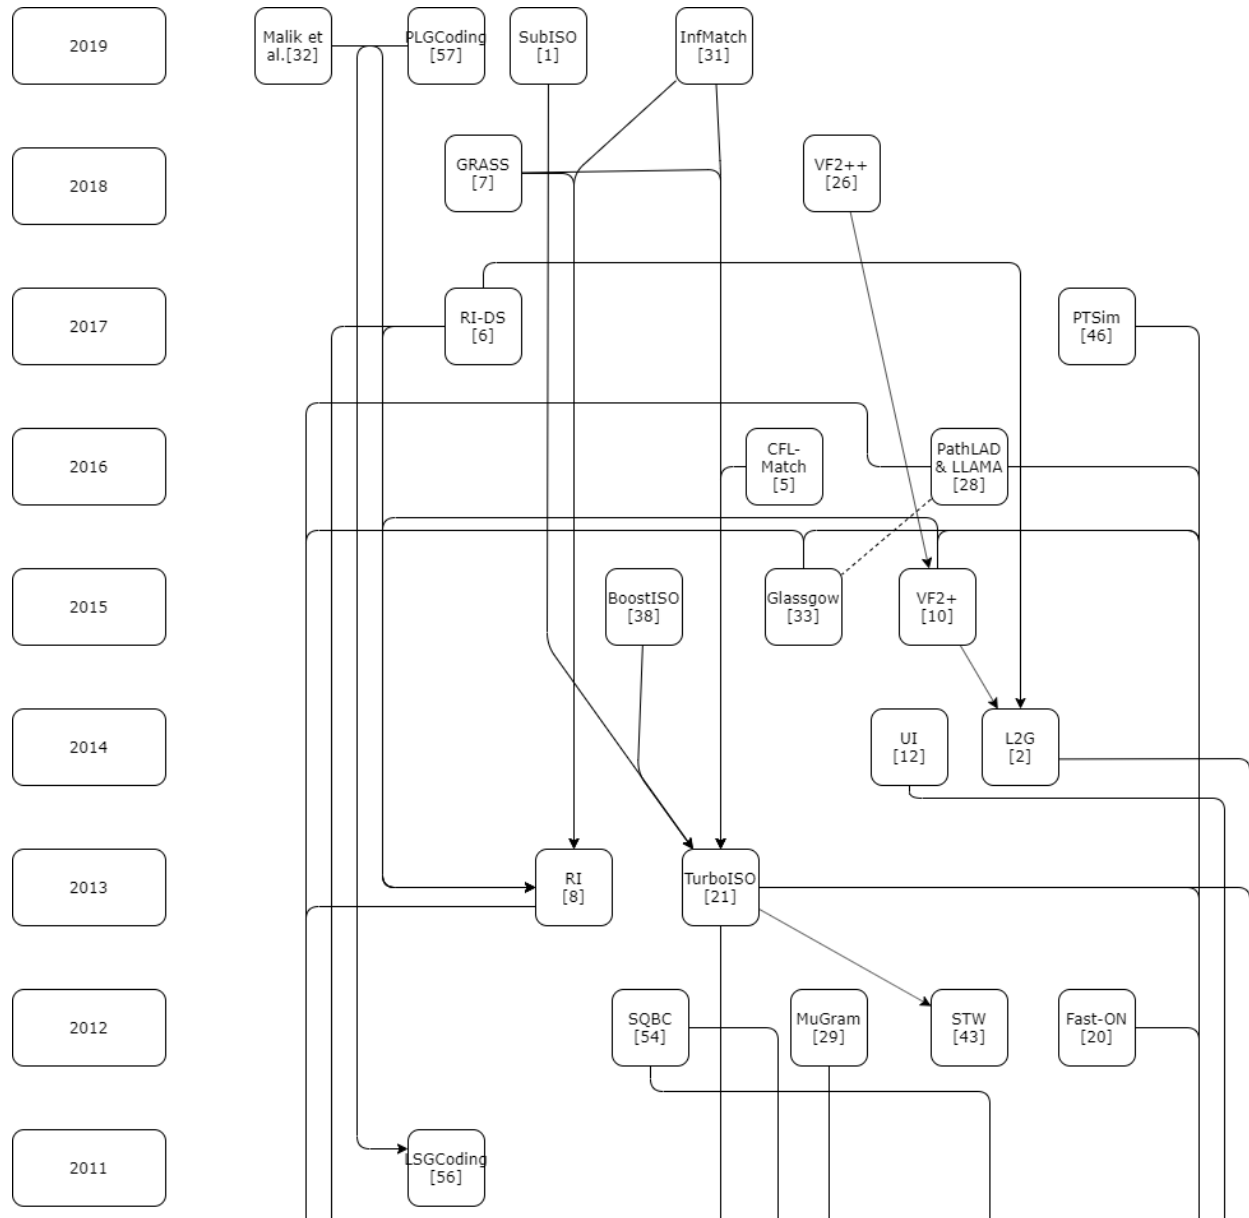 2019
Malik et
al.[32]
PLGCoding
[57]
SubISO
[1]
InfMatch
[31]
2018
GRASS
[7]
VF2++
[26]
2017
RI-DS
[6]
PTSim
[46]
2016
CFL-
Match
[5]
PathLAD
& LLAMA
[28]
2015
BoostISO
[38]
Glassgow
[33]
VF2+
[10]
2014
UI
[12]
L2G
[2]
2013
RI
[8]
TurboISO
[21]
2012
SQBC
[54]
MuGram
[29]
STW
[43]
Fast-ON
[20]
2011
LSGCoding
[56]